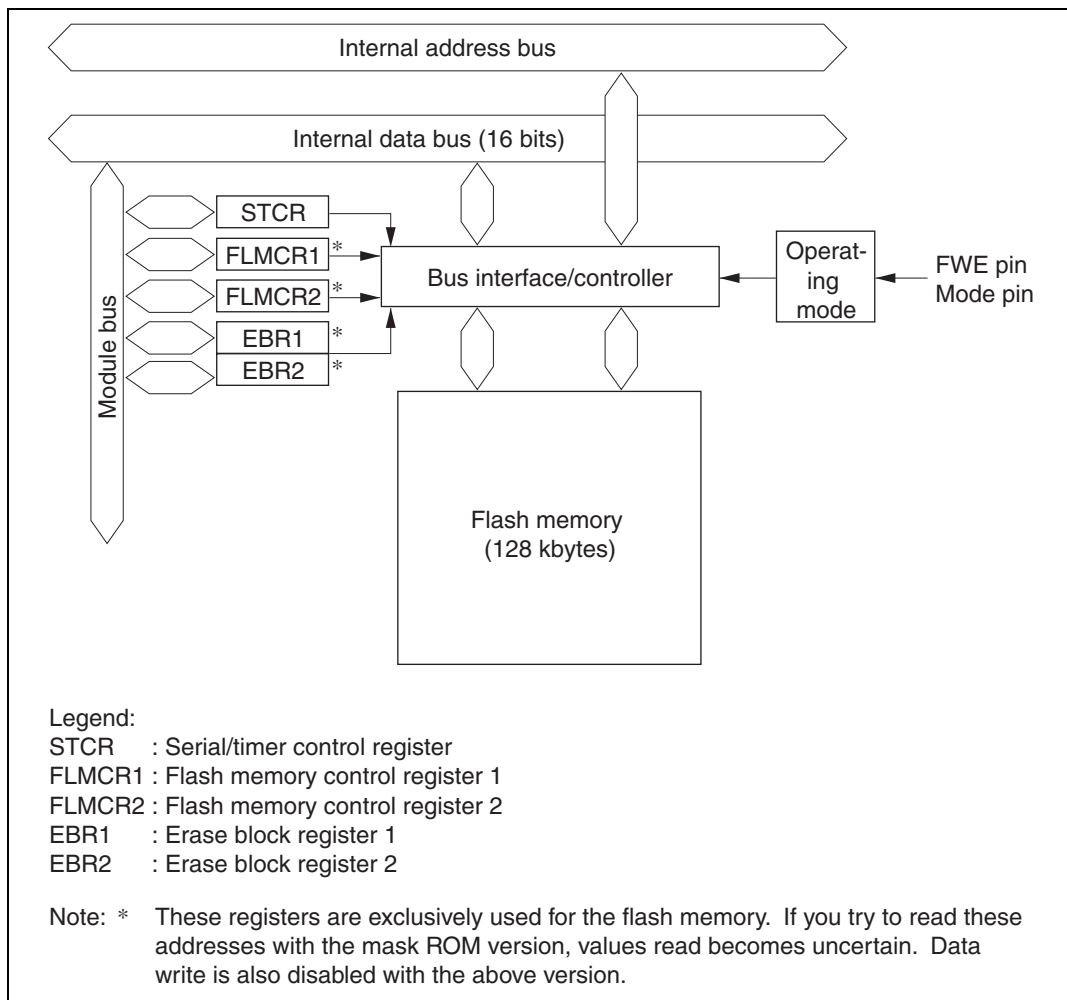 Internal address bus
Internal data bus (16 bits)
Module bus
STCR
FLMCR1 *
FLMCR2 *
EBR1 *
EBR2 *
Bus interface/controller
Operat-
ing
mode
FWE pin
Mode pin
Flash memory
(128 kbytes)
Legend:
STCR : Serial/timer control register
FLMCR1 : Flash memory control register 1
FLMCR2 : Flash memory control register 2
EBR1 : Erase block register 1
EBR2 : Erase block register 2
Note: * These registers are exclusively used for the flash memory. If you try to read these
addresses with the mask ROM version, values read becomes uncertain. Data
write is also disabled with the above version.